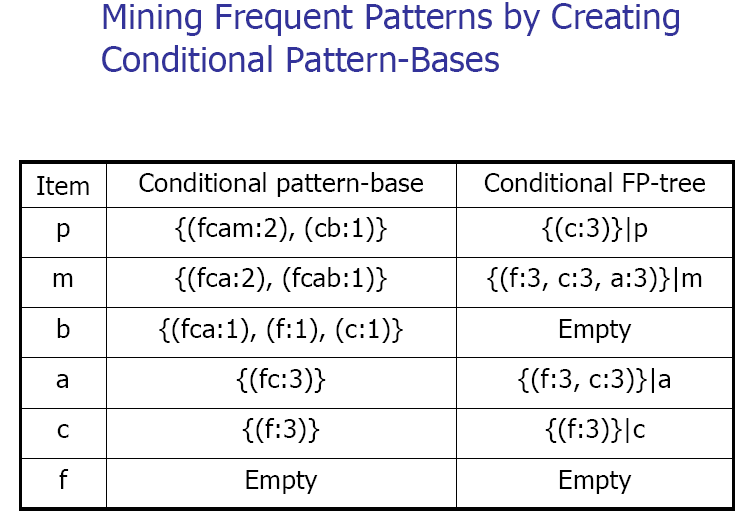 Mining Frequent Patterns by Creating
Conditional Pattern-Bases
Item Conditional pattern-base Conditional FP-tree
p {(fcam:2), (cb:1)} {(c:3)}|p
m {(fca:2), (fcab:1)} {(f:3, c:3, a:3)}|m
b {(fca:1), (f:1), (c:1)} Empty
a {(fc:3)} {(f:3, c:3)}|a
c {(f:3)} {(f:3)}|c
f Empty Empty